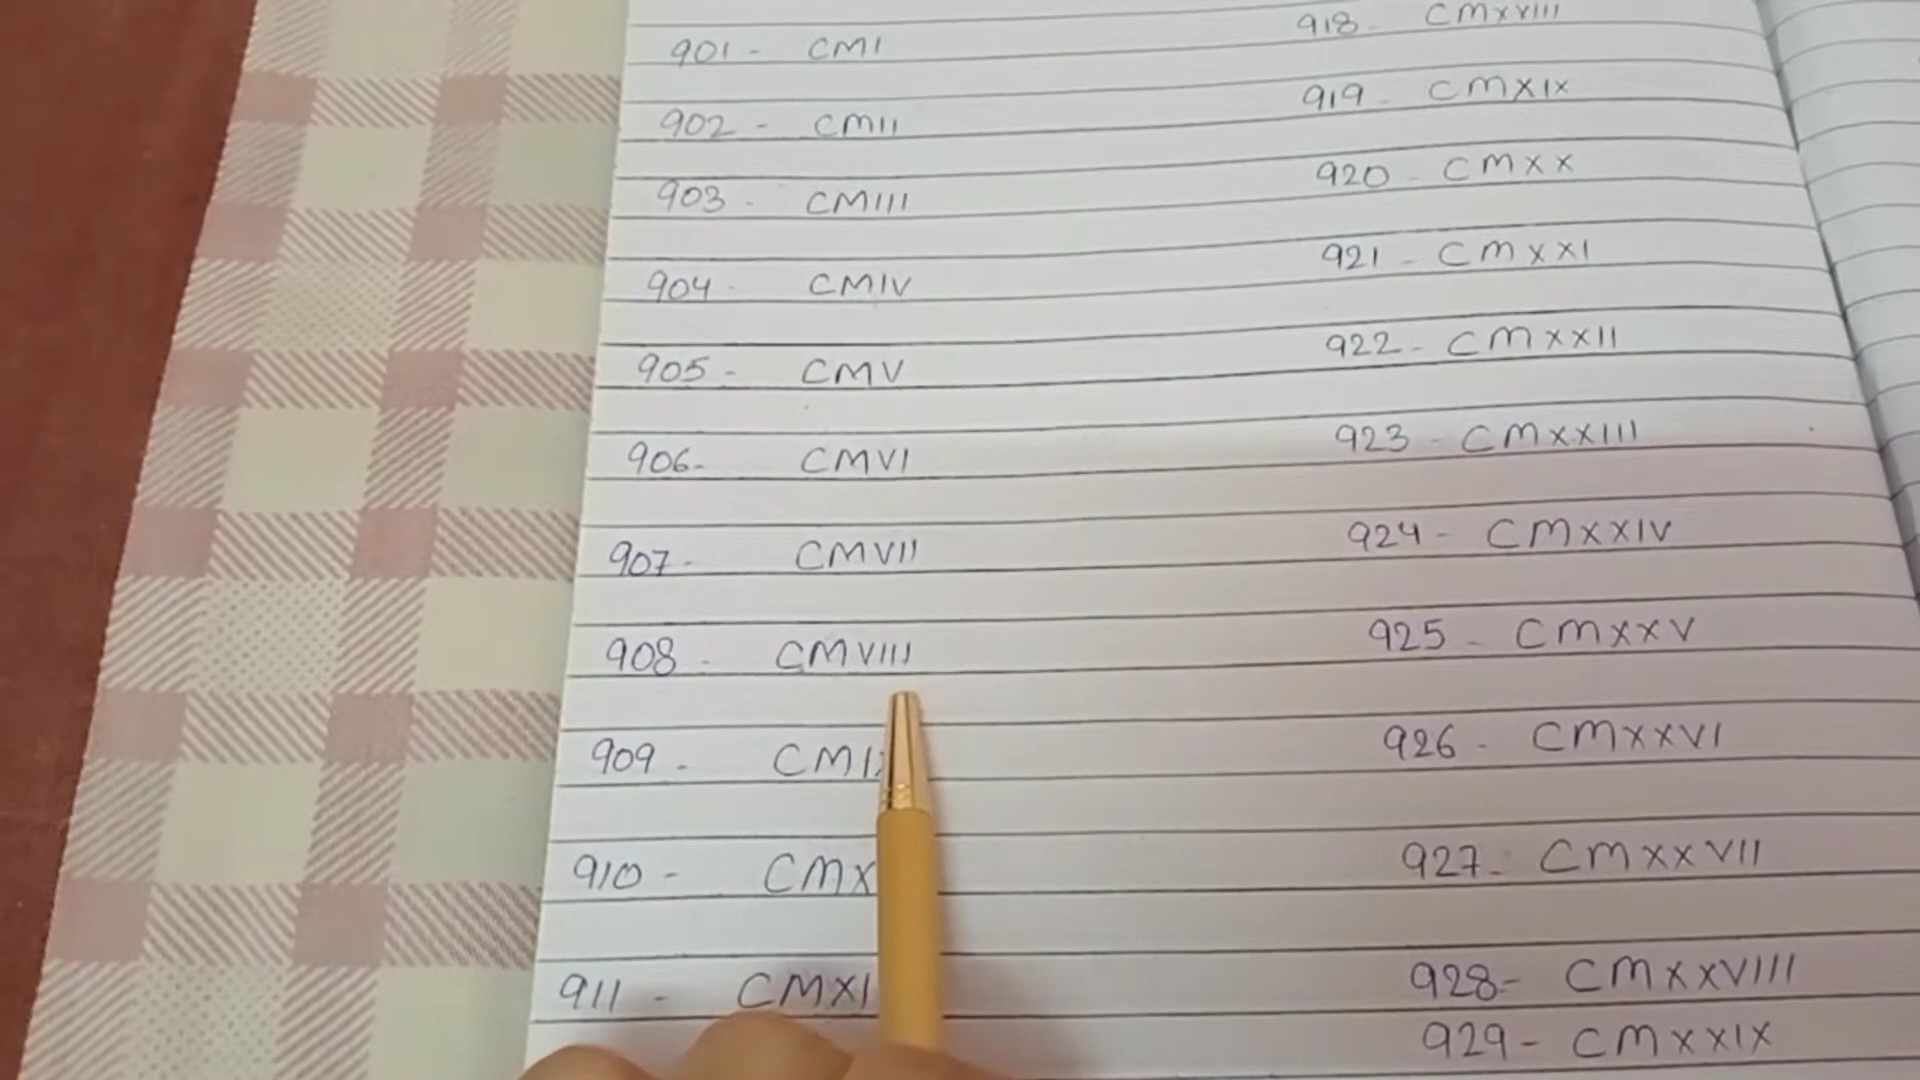 901 - CMI
902 - CMII
903 - CMIII
904 - CMIV
905 - CMV
906 - CMVI
907 - CMVII
908 - CMVIII
909 -
910 - CMX
911 - CMXI
918 - CMXVIII
919 - CMXIX
920 - CMXX
921 - CMXXI
922 - CMXXII
923 - CMXXIII
924 - CMXXIV
925 - CMXXV
926 - CMXXVI
927 - CMXXVII
928 - CMXXVIII
929 - CMXXIX